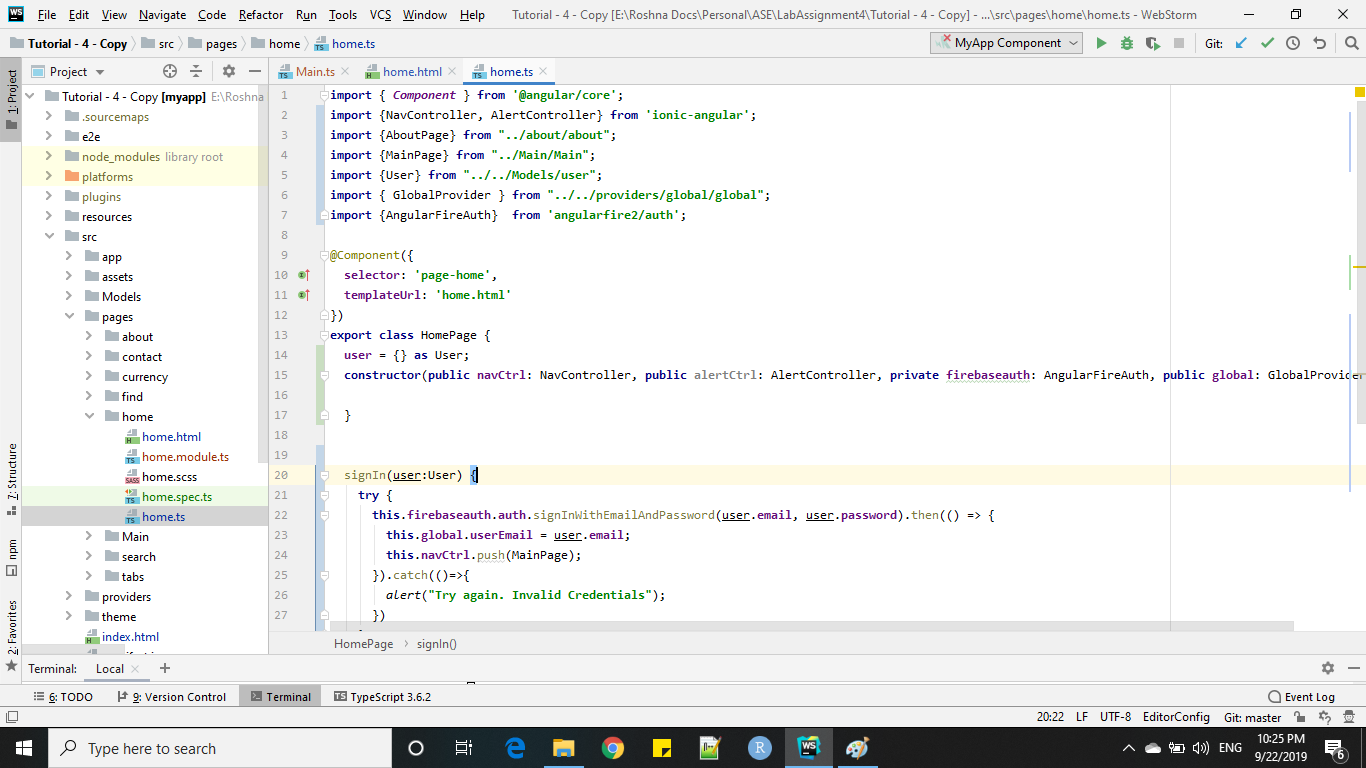 File Edit View Navigate Code Refactor Run Tools VCS Window Help Tutorial - 4 - Copy [E:\Roshna Docs\Personal\ASE\LabAssignment4\Tutorial - 4 - Copy] - ...\src\pages\home\home.ts - WebStorm
Tutorial - 4 - Copy src pages home home.ts MyApp Component Git:
Project Main.ts home.html home.ts
1: Project
7: Structure
npm
2: Favorites
Tutorial - 4 - Copy [myapp] E:\Roshna
.sourcemaps
e2e
node_modules library root
platforms
plugins
resources
src
app
assets
Models
pages
about
contact
currency
find
home
home.html
home.module.ts
home.scss
home.spec.ts
home.ts
Main
search
tabs
providers
theme
index.html
1 import { Component } from '@angular/core';
2 import {NavController, AlertController} from 'ionic-angular';
3 import {AboutPage} from "../about/about";
4 import {MainPage} from "../Main/Main";
5 import {User} from "../../Models/user";
6 import { GlobalProvider } from "../../providers/global/global";
7 import {AngularFireAuth}  from 'angularfire2/auth';
8
9 @Component({
10 selector: 'page-home',
11 templateUrl: 'home.html'
12 })
13 export class HomePage {
14 user = {} as User;
15 constructor(public navCtrl: NavController, public alertCtrl: AlertController, private firebaseauth: AngularFireAuth, public global: GlobalProvider
16
17 }
18
19
20 signIn(user:User) {
21 try {
22 this.firebaseauth.auth.signInWithEmailAndPassword(user.email, user.password).then(() => {
23 this.global.userEmail = user.email;
24 this.navCtrl.push(MainPage);
25 }).catch(()=>{
26 alert("Try again. Invalid Credentials");
27 })
HomePage signIn()
Terminal: Local
6: TODO 9: Version Control Terminal TypeScript 3.6.2 Event Log
20:22 LF UTF-8 EditorConfig Git: master
Type here to search
ENG
10:25 PM
9/22/2019
6